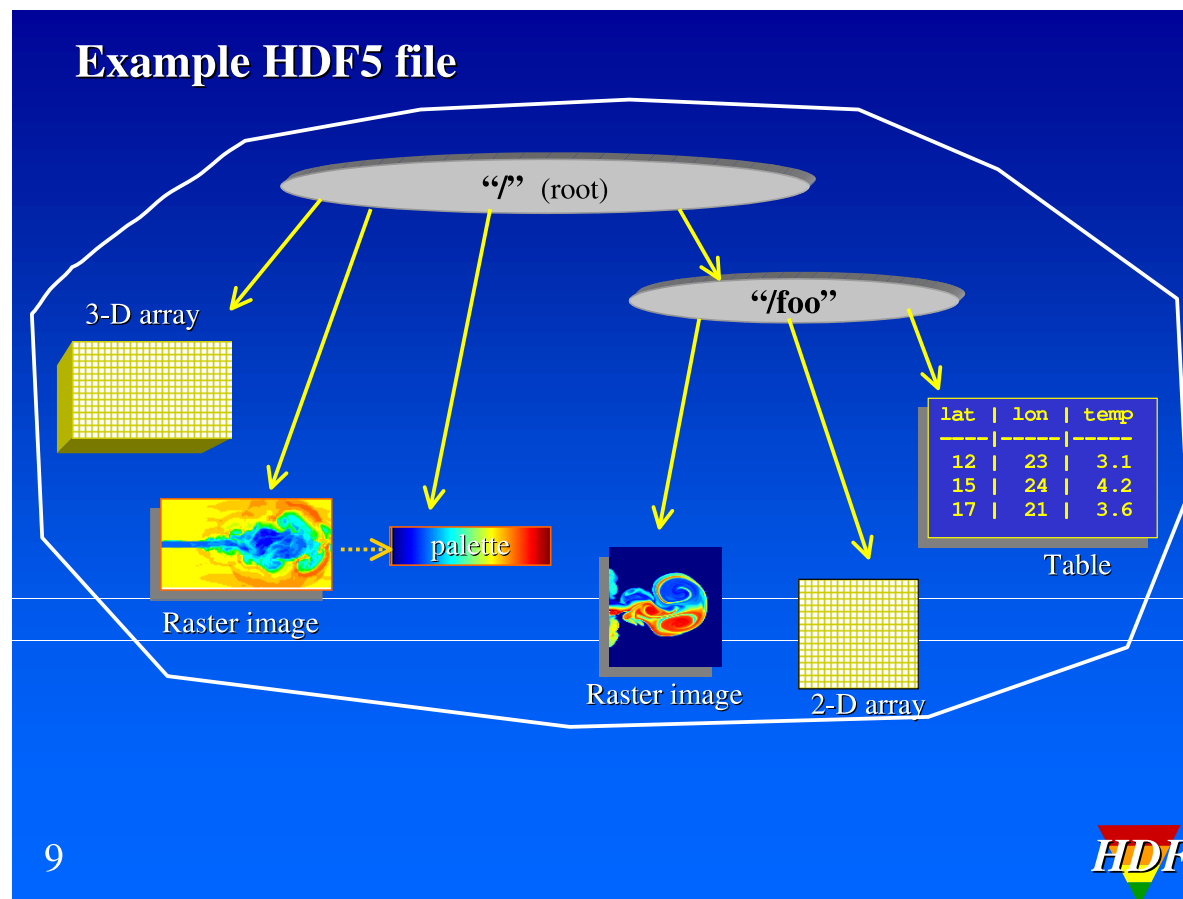 Example HDF5 file
“/” (root)
“/foo”
3-D array
lat | lon | temp
----|-----|-----
12 | 23 | 3.1
15 | 24 | 4.2
17 | 21 | 3.6
palette
Table
Raster image
Raster image
2-D array
9
HDF